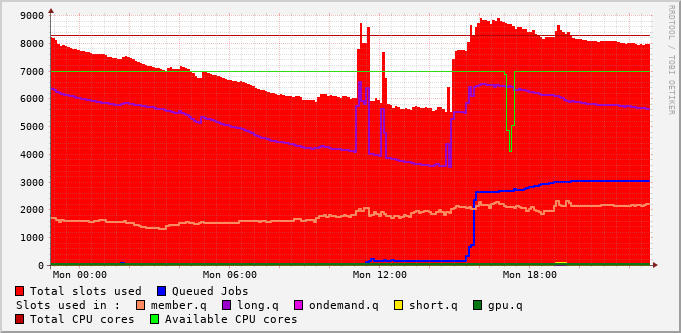 9000
8000
7000
6000
5000
4000
3000
2000
1000
0
Mon 00:00 Mon 06:00 Mon 12:00 Mon 18:00
RRDTOOL / TOBI OETIKER
Total slots used Queued Jobs
Slots used in : member.q long.q ondemand.q short.q gpu.q
Total CPU cores Available CPU cores